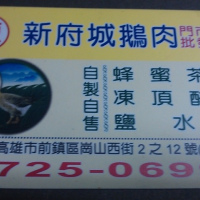 新府城鵝肉 門市
批發
自製自售
蜂蜜茶
凍頂
鹽水
高雄市前鎮區崗山西街2之12號
725-069